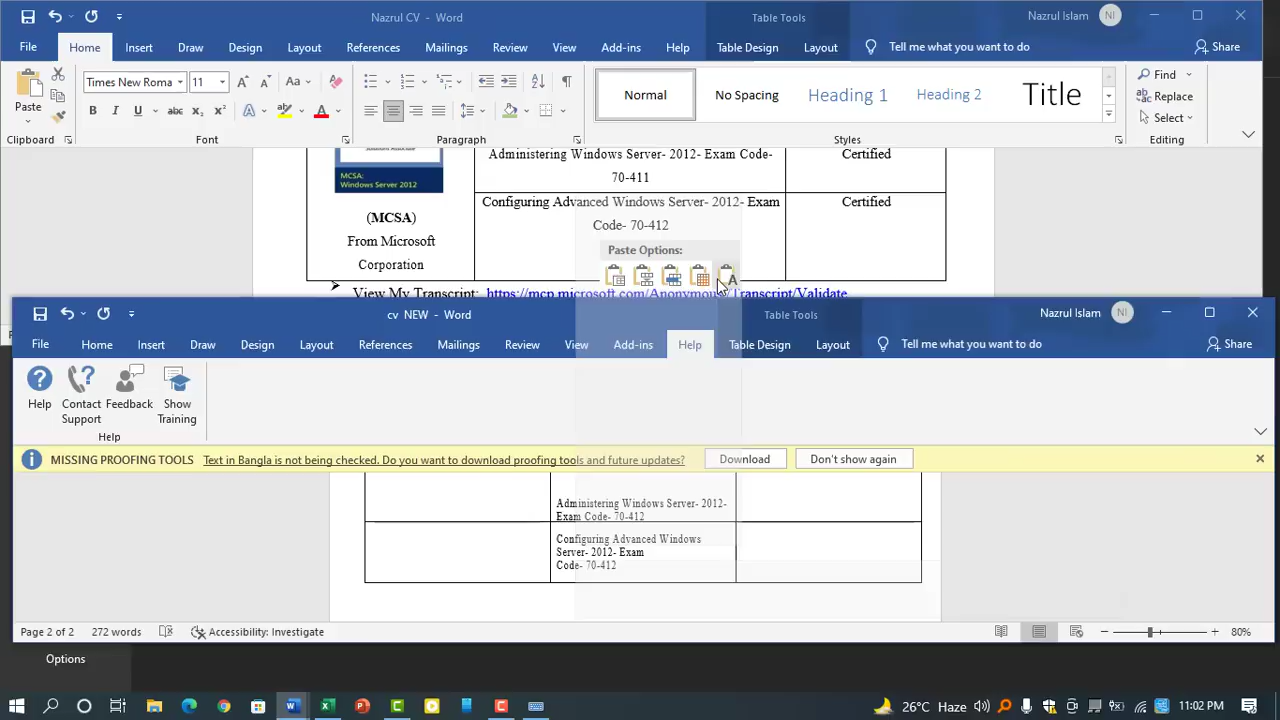 Nazrul CV - Word
Table Tools
Nazrul Islam
NI
File Home Insert Draw Design Layout References Mailings Review View Add-ins Help Table Design Layout Tell me what you want to do Share
Paste
Times New Roma 11
Aa
Clipboard
Font
Paragraph
Normal
No Spacing
Heading 1
Heading 2
Title
Styles
Find
Replace
Select
Editing
MCSA:
Windows Server 2012
(MCSA)
From Microsoft
Corporation
Administering Windows Server- 2012- Exam Code-
70-411
Certified
Configuring Advanced Windows Server- 2012- Exam
Code- 70-412
Certified
Paste Options:
View My Transcript: https://mcp.microsoft.com/Anonymous/Transcript/Validate
cv NEW - Word
Table Tools
Nazrul Islam
NI
File Home Insert Draw Design Layout References Mailings Review View Add-ins Help Table Design Layout Tell me what you want to do Share
Help
Contact
Support
Feedback
Show
Training
Help
MISSING PROOFING TOOLS Text in Bangla is not being checked. Do you want to download proofing tools and future updates? Download Don't show again
Administering Windows Server- 2012-
Exam Code- 70-412
Configuring Advanced Windows
Server- 2012- Exam
Code- 70-412
Page 2 of 2 272 words Accessibility: Investigate 80%
Options
26°C Haze 11:02 PM